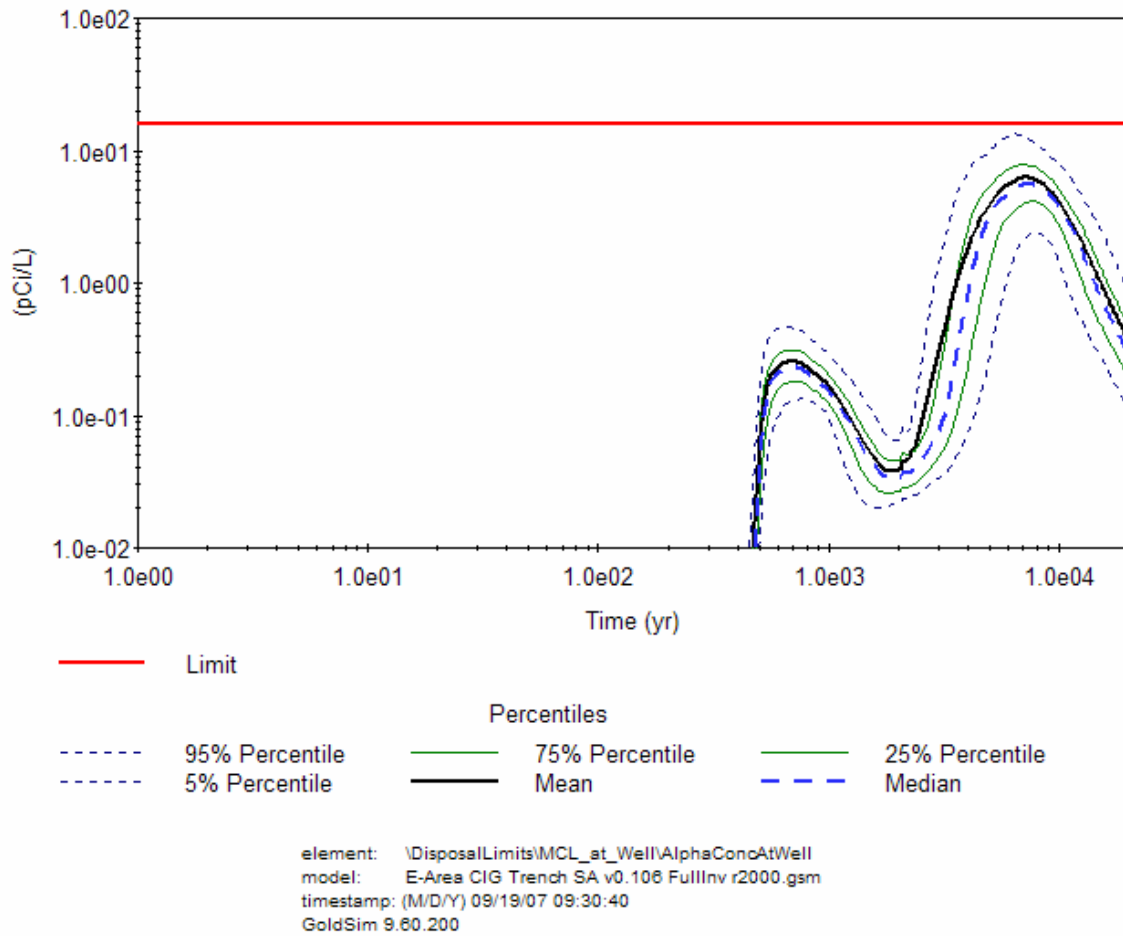 1.0e02
1.0e01
1.0e00
1.0e-01
1.0e-02
(pCi/L)
1.0e00 1.0e01 1.0e02 1.0e03 1.0e04
Time (yr)
Limit
Percentiles
95% Percentile 75% Percentile 25% Percentile
5% Percentile Mean Median
element: \DisposalLimits\MCL_at_Well\AlphaConcAtWell
model: E-Area CIG Trench SA v0.106 FullInv r2000.gsm
timestamp: (M/D/Y) 09/19/07 09:30:40
GoldSim 9.60.200